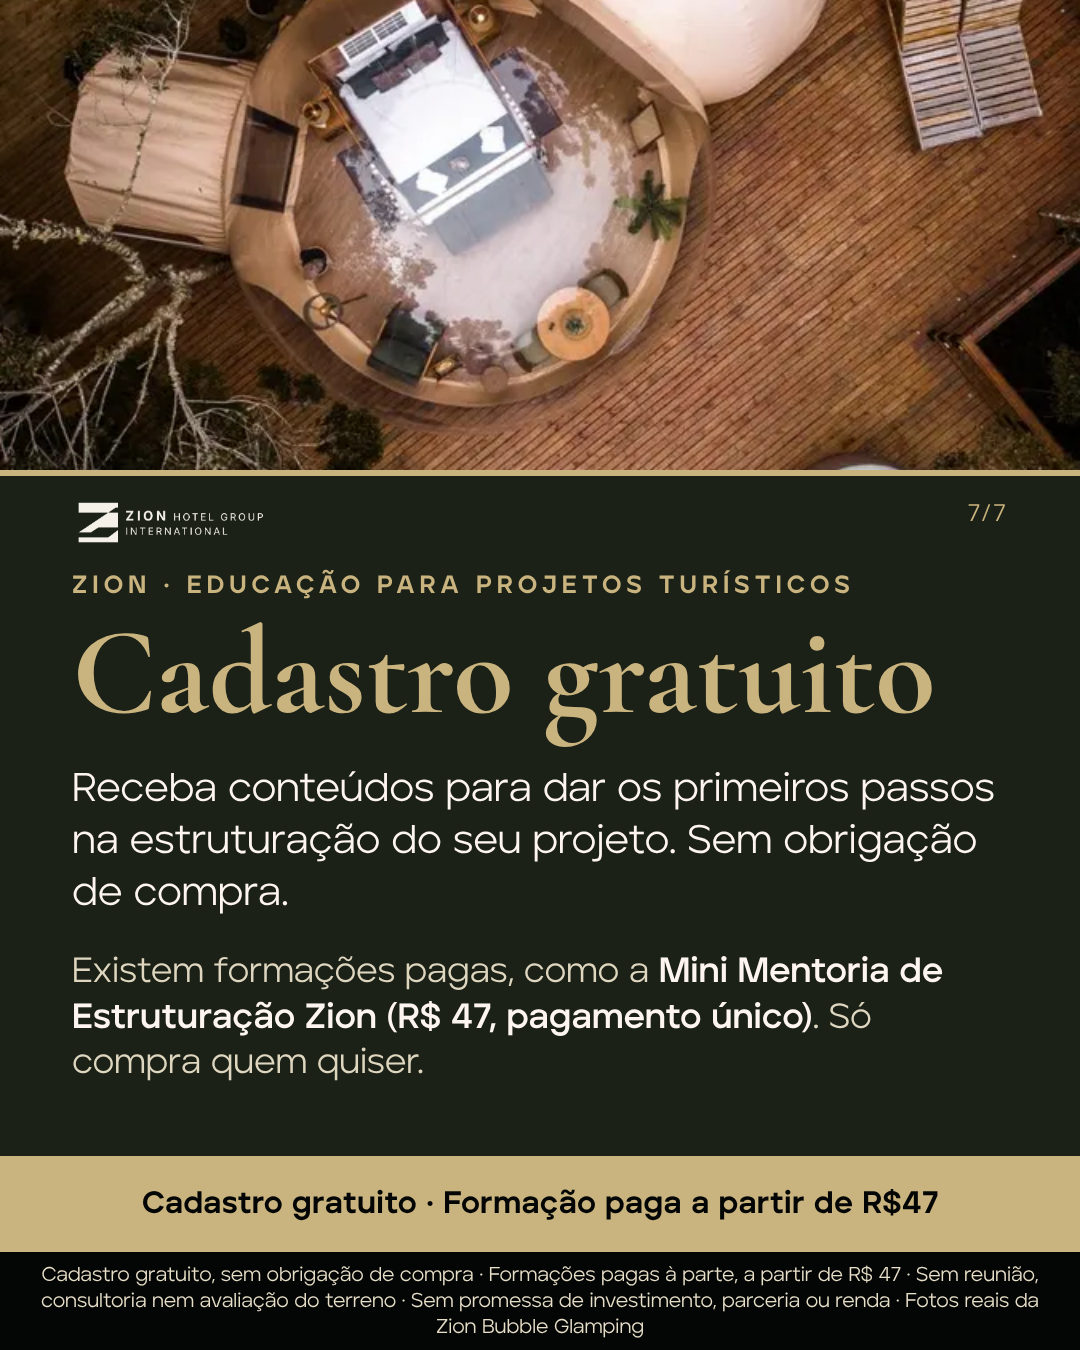 ZION HOTEL GROUP
INTERNATIONAL
7/7
ZION · EDUCAÇÃO PARA PROJETOS TURÍSTICOS
Cadastro gratuito
Receba conteúdos para dar os primeiros passos
na estruturação do seu projeto. Sem obrigação
de compra.
Existem formações pagas, como a Mini Mentoria de
Estruturação Zion (R$ 47, pagamento único). Só
compra quem quiser.
Cadastro gratuito · Formação paga a partir de R$47
Cadastro gratuito, sem obrigação de compra · Formações pagas à parte, a partir de R$ 47 · Sem reunião,
consultoria nem avaliação do terreno · Sem promessa de investimento, parceria ou renda · Fotos reais da
Zion Bubble Glamping